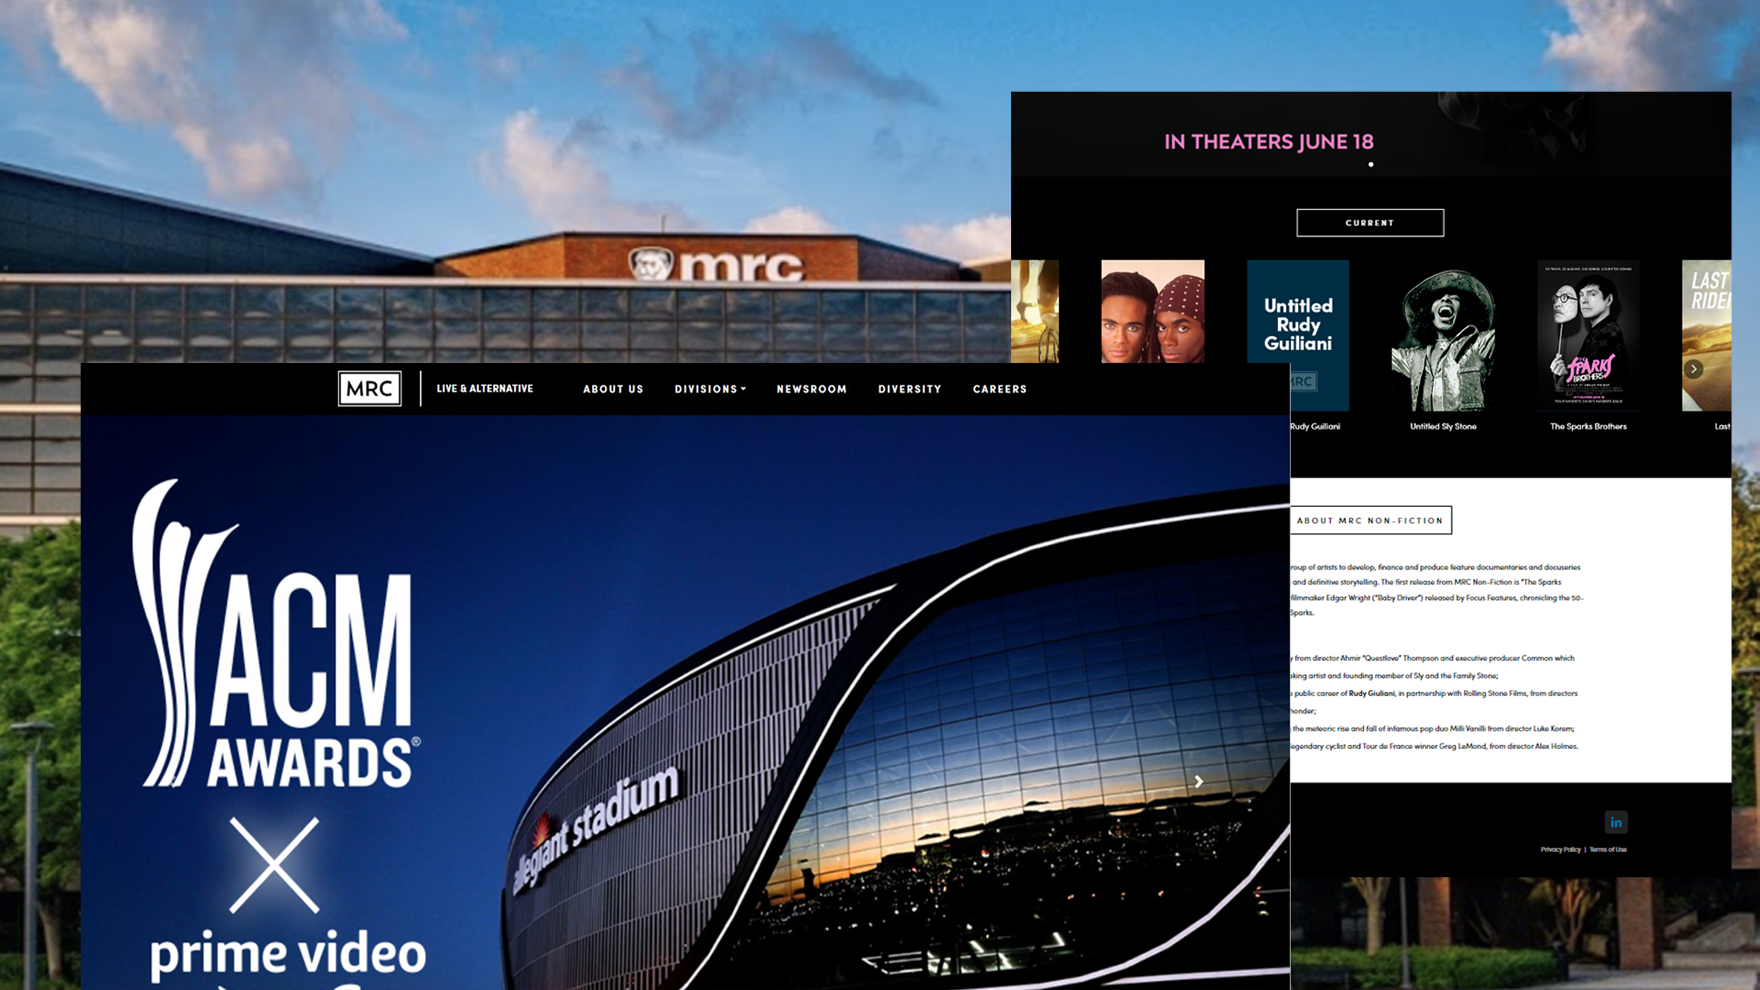 mrc
IN THEATERS JUNE 18
CURRENT
Untitled
Rudy
Guiliani
MRC
LAST
RIDE
THE
SPARKS
BROTHERS
Rudy Guiliani
Untitled Sly Stone
The Sparks Brothers
Last
MRC
LIVE & ALTERNATIVE
ABOUT US
DIVISIONS
NEWSROOM
DIVERSITY
CAREERS
ACM
AWARDS®
allegiant stadium
prime video
ABOUT MRC NON-FICTION
roup of artists to develop, finance and produce feature documentaries and docuseries
and definitive storytelling. The first release from MRC Non-Fiction is "The Sparks
filmmaker Edgar Wright ("Baby Driver") released by Focus Features, chronicling the 50-
Sparks.
y from director Ahmir "Questlove" Thompson and executive producer Common which
aking artist and founding member of Sly and the Family Stone;
public career of Rudy Giuliani, in partnership with Rolling Stone Films, from directors
honder;
the meteoric rise and fall of infamous pop duo Milli Vanilli from director Luke Korem;
legendary cyclist and Tour de France winner Greg LeMond, from director Alex Holmes.
in
Privacy Policy | Terms of Use